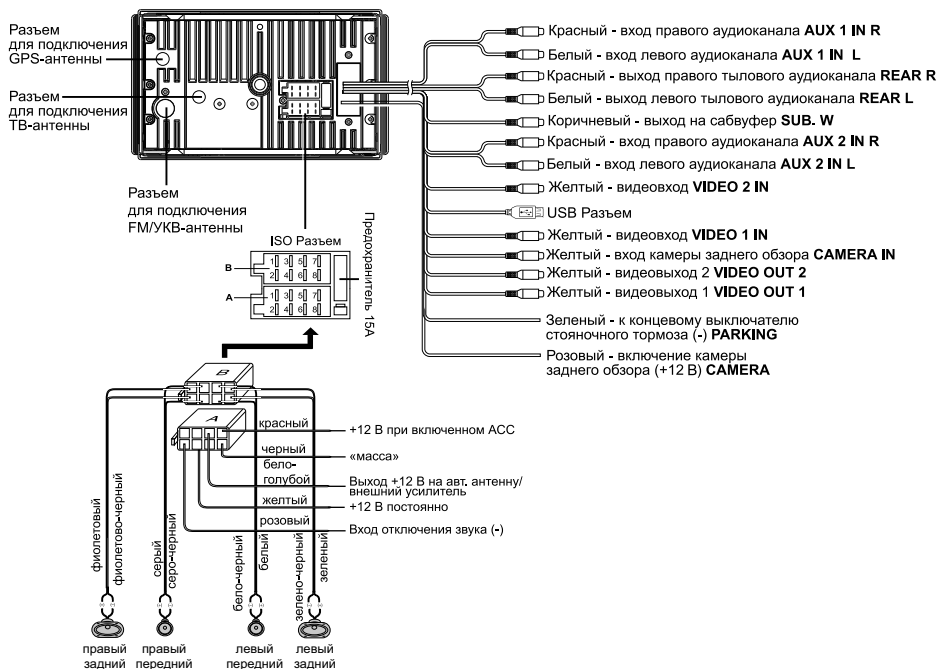 Разъем
для подключения
GPS-антенны
Разъем
для подключения
ТВ-антенны
Разъем
для подключения
FM/УКВ-антенны
Красный - вход правого аудиоканала AUX 1 IN R
Белый - вход левого аудиоканала AUX 1 IN L
Красный - выход правого тылового аудиоканала REAR R
Белый - выход левого тылового аудиоканала REAR L
Коричневый - выход на сабвуфер SUB. W
Красный - вход правого аудиоканала AUX 2 IN R
Белый - вход левого аудиоканала AUX 2 IN L
Желтый - видеовход VIDEO 2 IN
USB Разъем
Желтый - видеовход VIDEO 1 IN
Желтый - вход камеры заднего обзора CAMERA IN
Желтый - видеовыход 2 VIDEO OUT 2
Желтый - видеовыход 1 VIDEO OUT 1
Зеленый - к концевому выключателю
стояночного тормоза (-) PARKING
Розовый - включение камеры
заднего обзора (+12 В) CAMERA
ISO Разъем
Предохранитель 15А
B
1 3 5 7
2 4 6 8
A
1 3 5 7
2 4 6 8
B
A
красный
+12 В при включенном ACC
черный
«масса»
бело-
голубой
Выход +12 В на авт. антенну/
внешний усилитель
желтый
+12 В постоянно
розовый
Вход отключения звука (-)
фиолетовый
фиолетово-черный
серый
серо-черный
бело-черный
белый
зелено-черный
зеленый
правый
задний
правый
передний
левый
передний
левый
задний